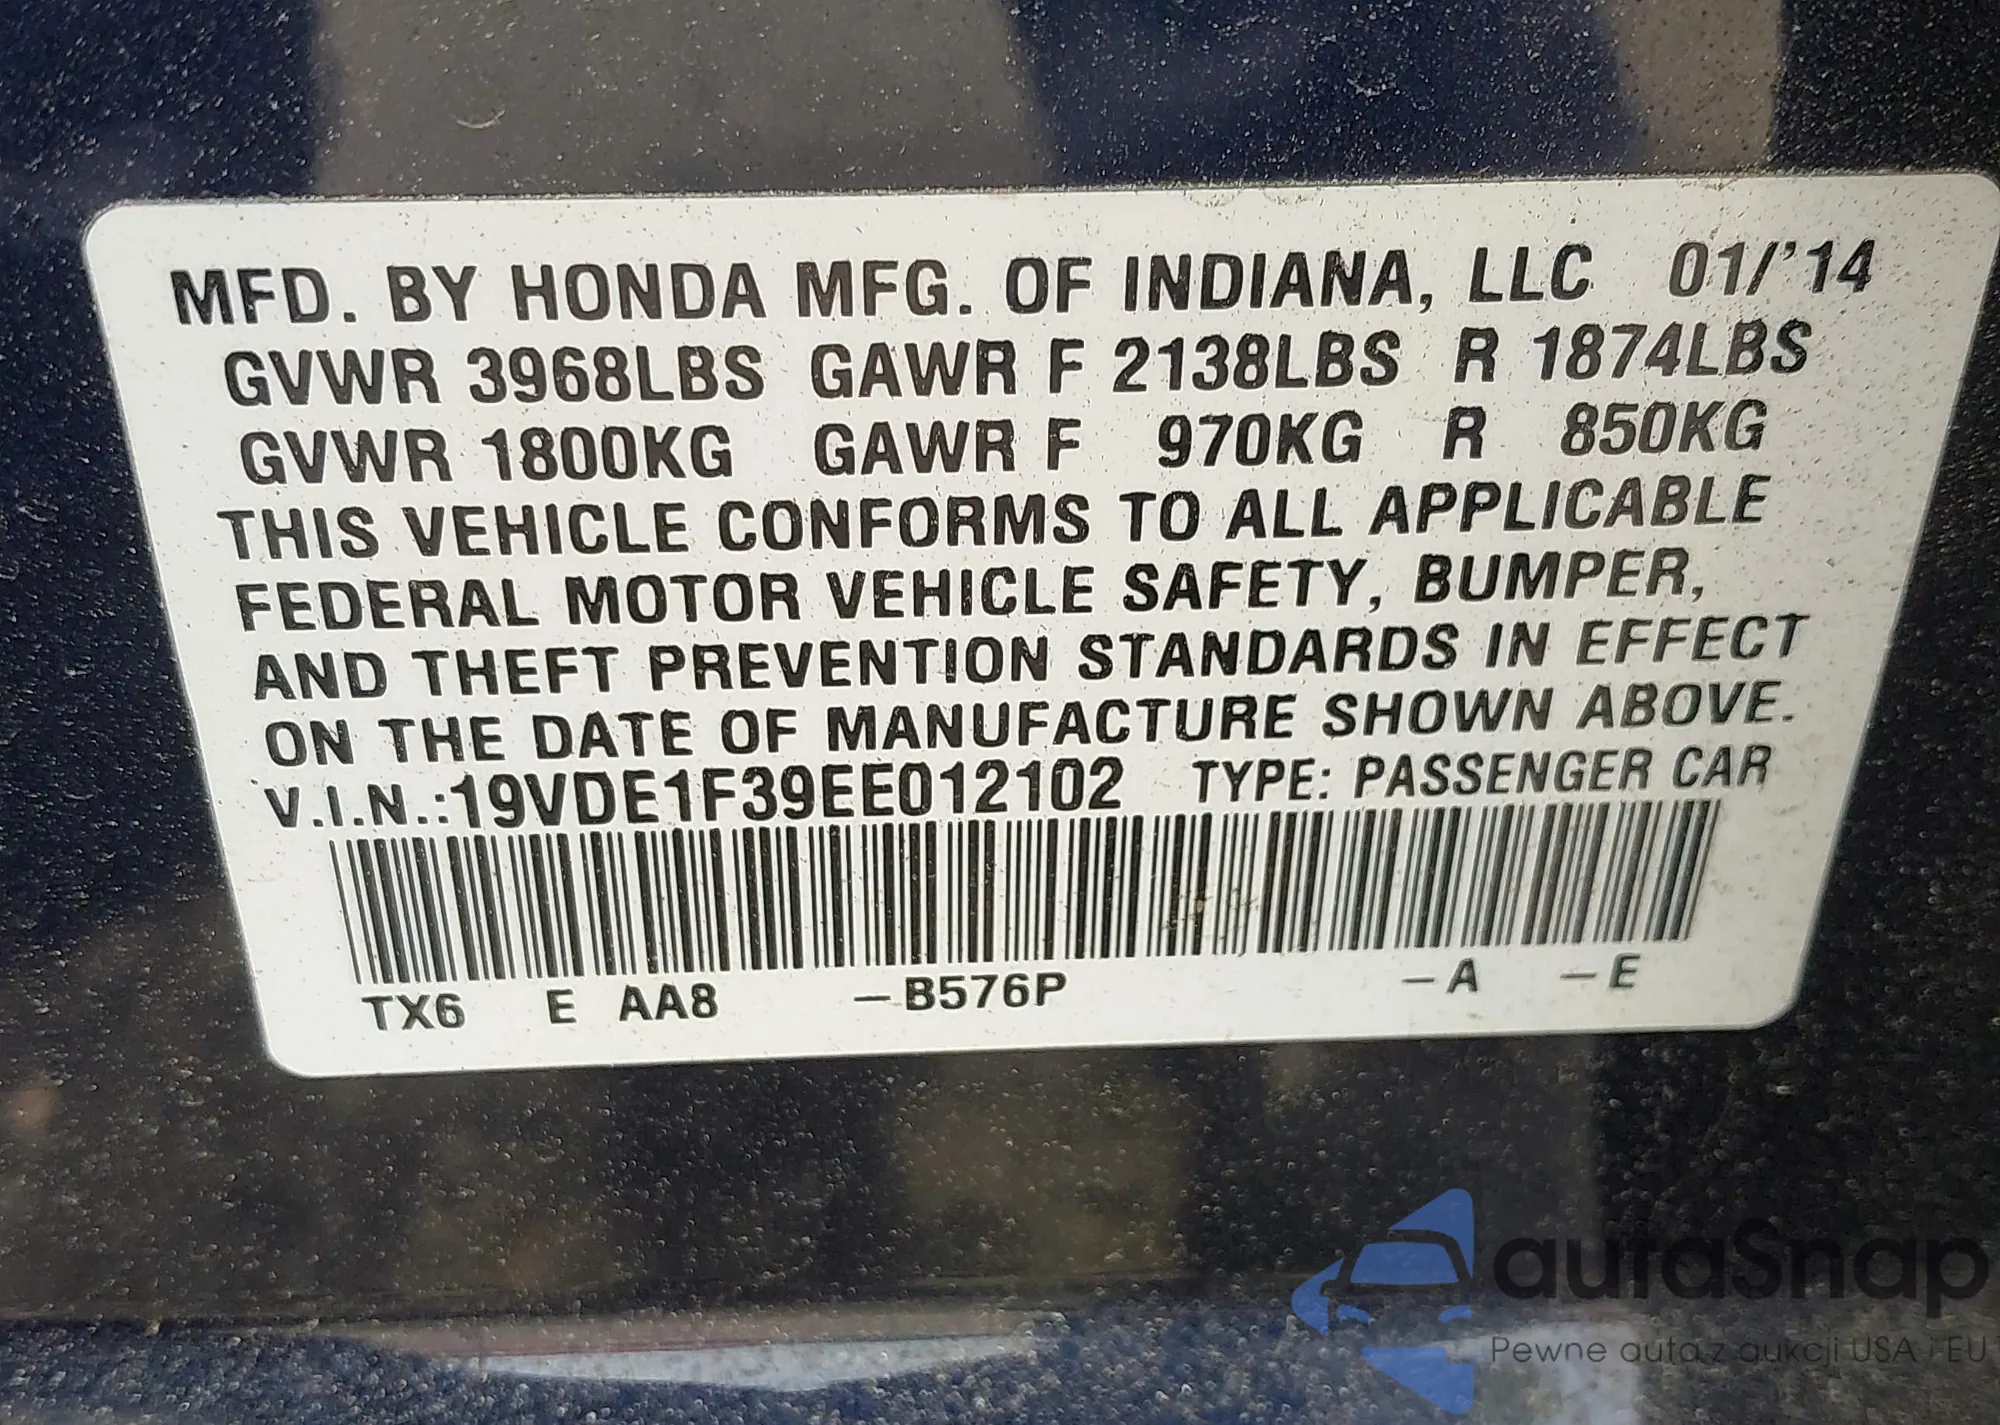 MFD. BY HONDA MFG. OF INDIANA, LLC 01/'14
GVWR 3968LBS GAWR F 2138LBS R 1874LBS
GVWR 1800KG GAWR F 970KG R 850KG
THIS VEHICLE CONFORMS TO ALL APPLICABLE
FEDERAL MOTOR VEHICLE SAFETY, BUMPER,
AND THEFT PREVENTION STANDARDS IN EFFECT
ON THE DATE OF MANUFACTURE SHOWN ABOVE.
V.I.N.:19VDE1F39EE012102 TYPE: PASSENGER CAR
TX6 E AA8 –B576P –A –E
autaSnap
Pewne auta z aukcji USA i EU